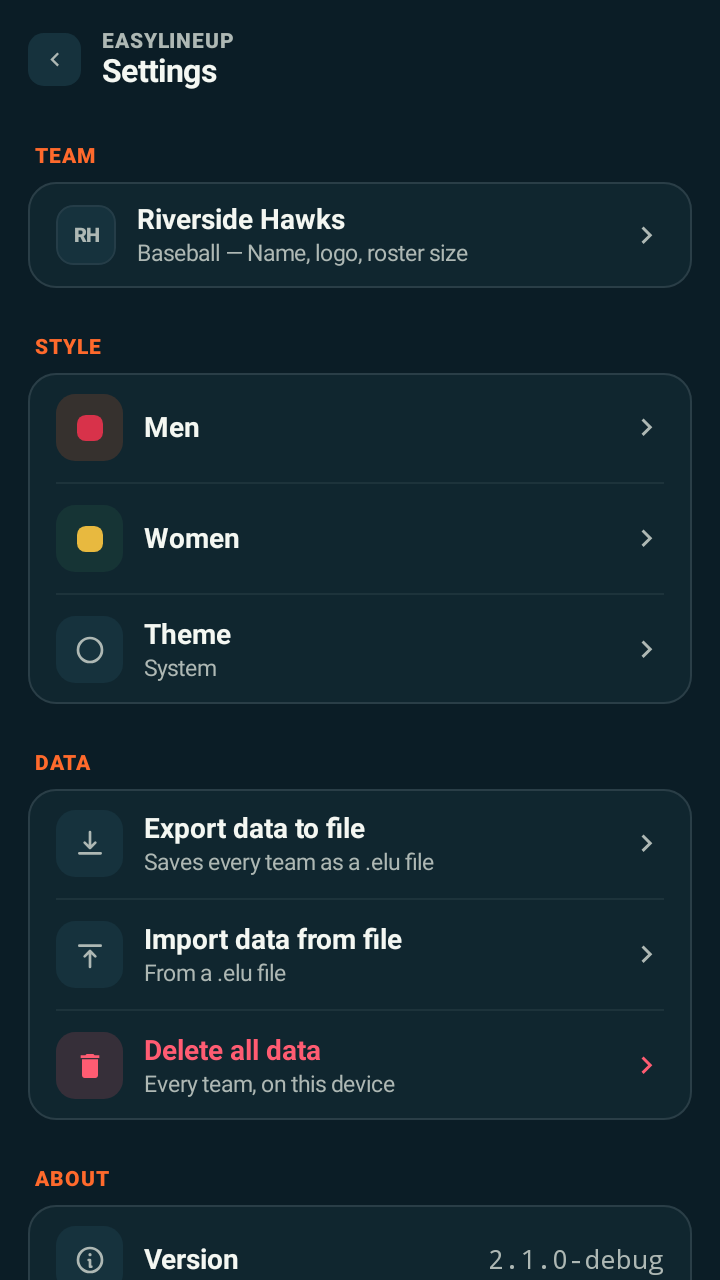 EASYLINEUP
Settings
TEAM
RH
Riverside Hawks
Baseball — Name, logo, roster size
STYLE
Men
Women
Theme
System
DATA
Export data to file
Saves every team as a .elu file
Import data from file
From a .elu file
Delete all data
Every team, on this device
ABOUT
Version 2.1.0-debug